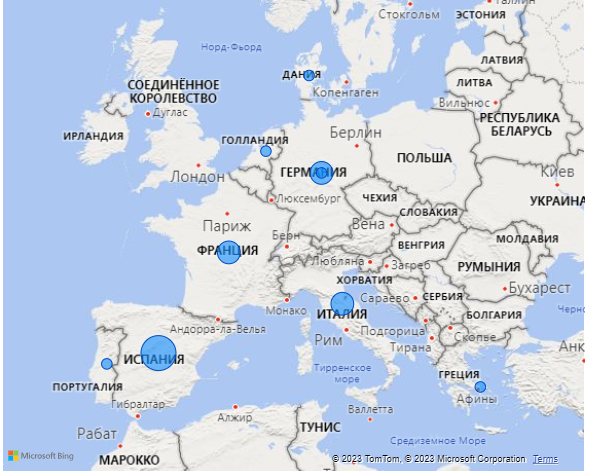 Таллин
Стокгольм
ЭСТОНИЯ
Норд-Фьорд
ЛАТВИЯ
ДАНИЯ
ЛИТВА
СОЕДИНЁННОЕ
КОРОЛЕВСТВО
Копенгаген
Вильнюс
Дуглас
РЕСПУБЛИКА
БЕЛАРУСЬ
ИРЛАНДИЯ
ГОЛЛАНДИЯ
Берлин
ПОЛЬША
Лондон
ГЕРМАНИЯ
Киев
Люксембург
ЧЕХИЯ
УКРАИНА
СЛОВАКИЯ
Париж
Вена
Берн
ВЕНГРИЯ
МОЛДАВИЯ
ФРАНЦИЯ
Любляна
Загреб
РУМЫНИЯ
ХОРВАТИЯ
Бухарест
Сараево
СЕРБИЯ
Монако
Черно
ИТАЛИЯ
БОЛГАРИЯ
Андорра-ла-Велья
Подгорица
Рим
Скопье
Тирана
Анк
ИСПАНИЯ
Тирренское
море
ГРЕЦИЯ
ПОРТУГАЛИЯ
Афины
Гибралтар
Алжир
Валлетта
ТУНИС
Рабат
Средиземное Море
МАРОККО
Microsoft Bing
© 2023 TomTom, © 2023 Microsoft Corporation Terms